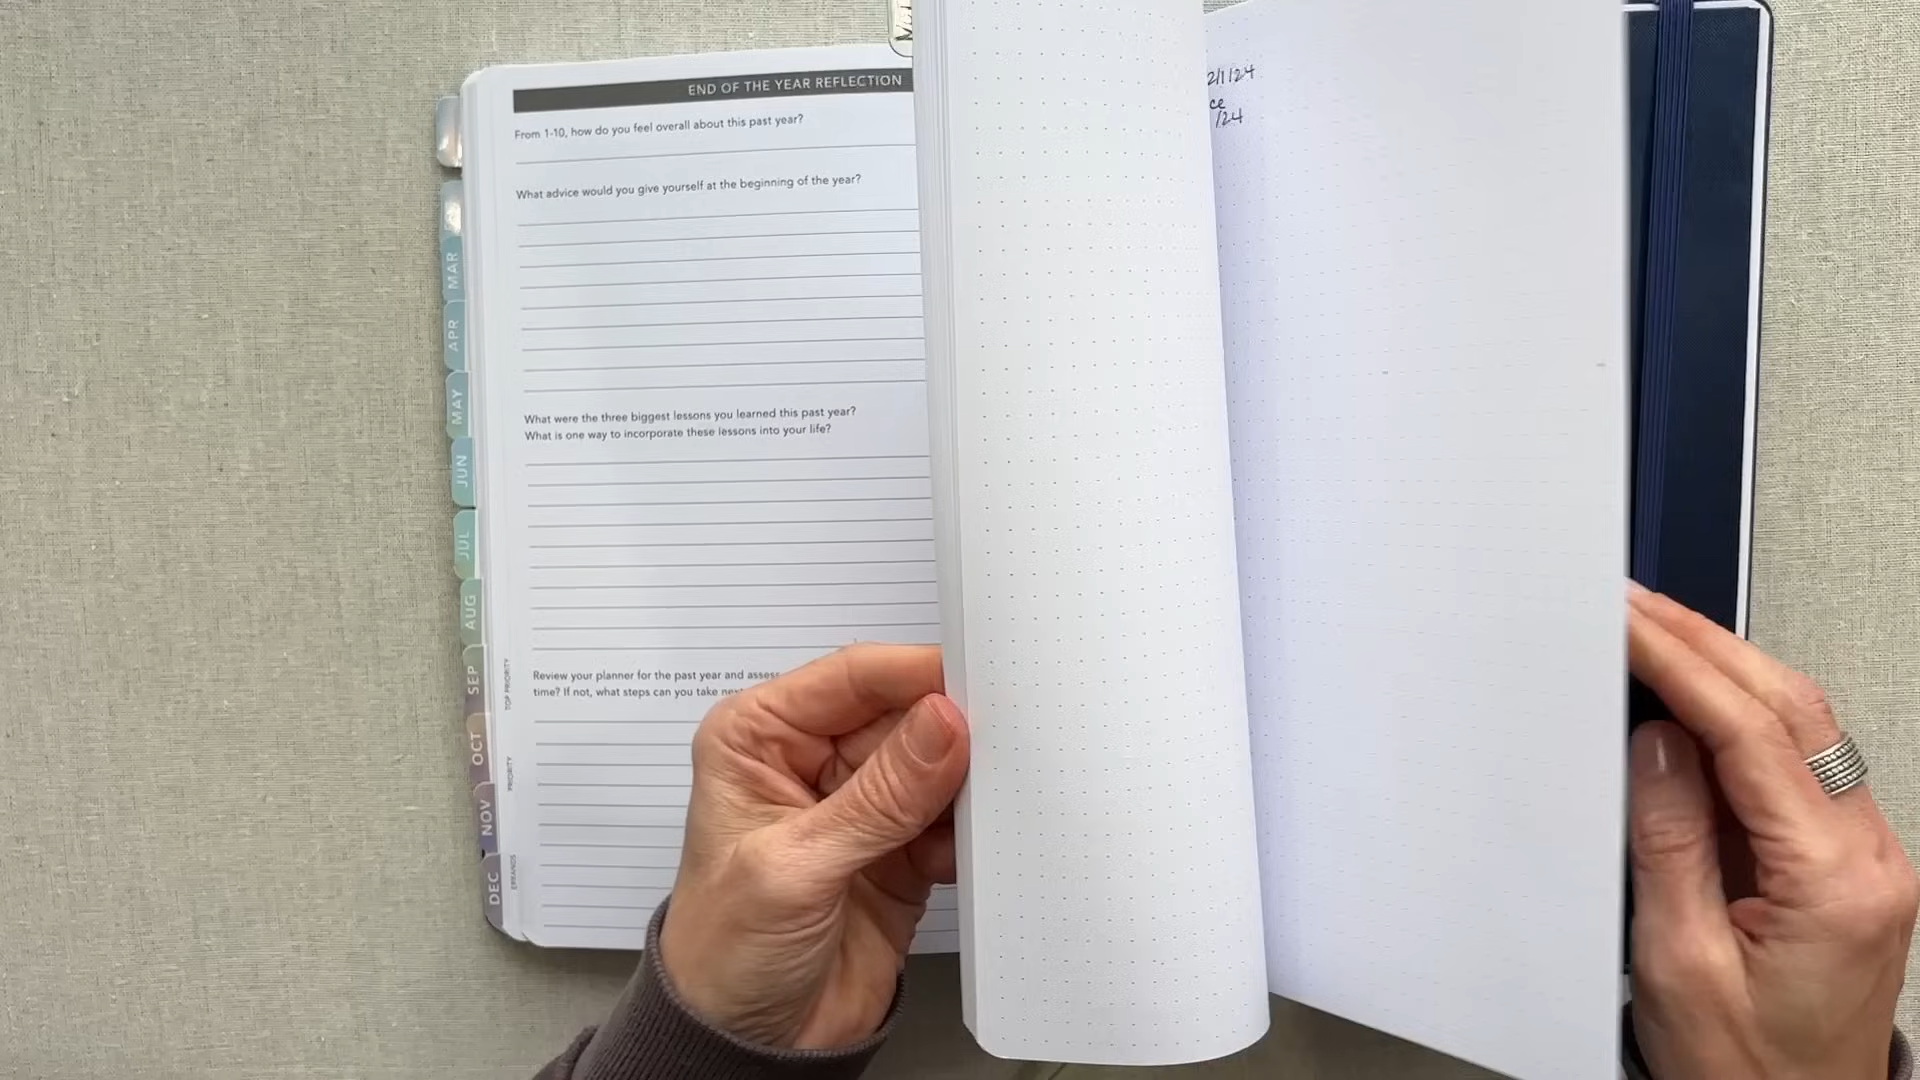 END OF THE YEAR REFLECTION
From 1-10, how do you feel overall about this past year?
What advice would you give yourself at the beginning of the year?
What were the three biggest lessons you learned this past year?
What is one way to incorporate these lessons into your life?
Review your planner for the past year and assess
time? If not, what steps can you take
MAR
APR
MAY
JUN
JUL
AUG
SEP
OCT
NOV
DEC
TOP PRIORITY
PRIORITY
ERRANDS
2/1/24
ce
/24